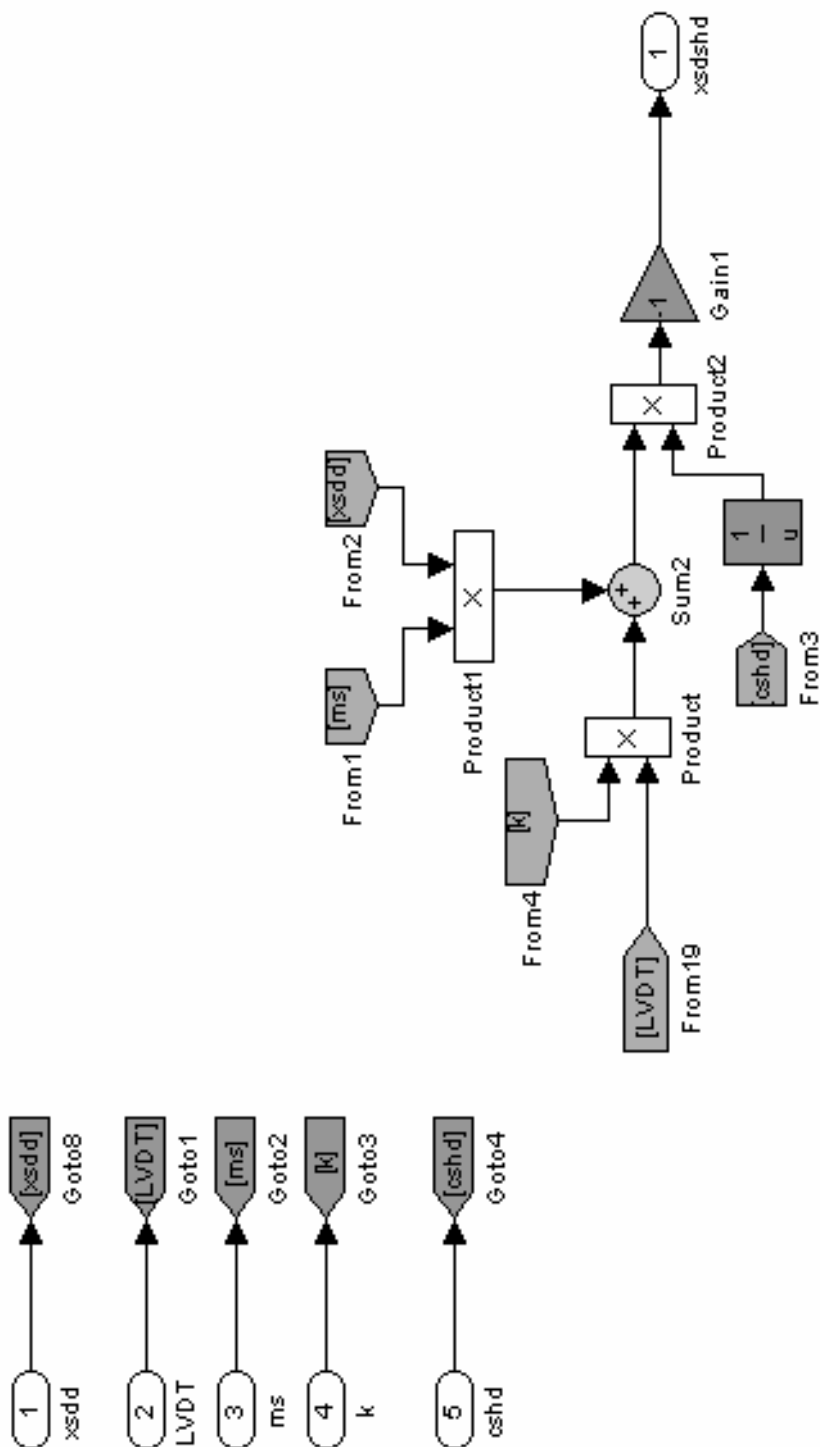 1
xsdd
[xsdd]
Goto8
2
LVDT
[LVDT]
Goto1
3
ms
[ms]
Goto2
4
k
[k]
Goto3
5
cshd
[cshd]
Goto4
[LVDT]
From19
[k]
From4
×
Product
[ms]
From1
[xsdd]
From2
×
Product1
+
+
Sum2
[cshd]
From3
1
u
×
Product2
-1
Gain1
1
xsdshd